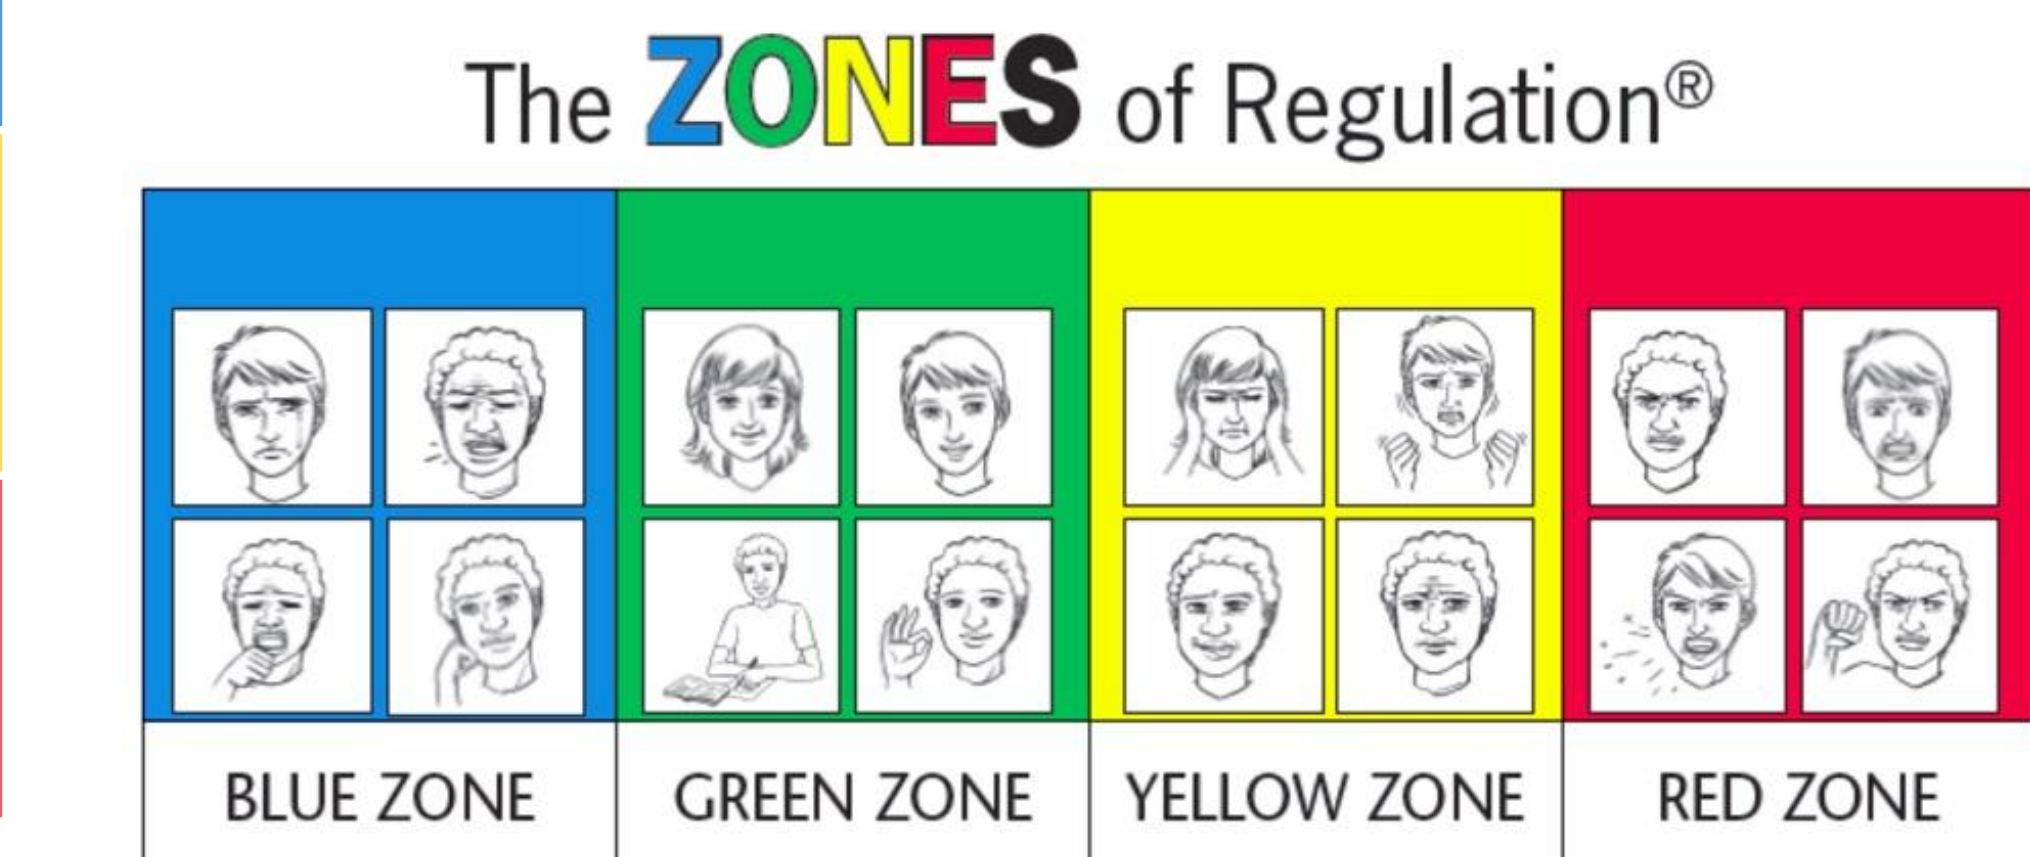 The ZONES of Regulation®
BLUE ZONE
GREEN ZONE
YELLOW ZONE
RED ZONE